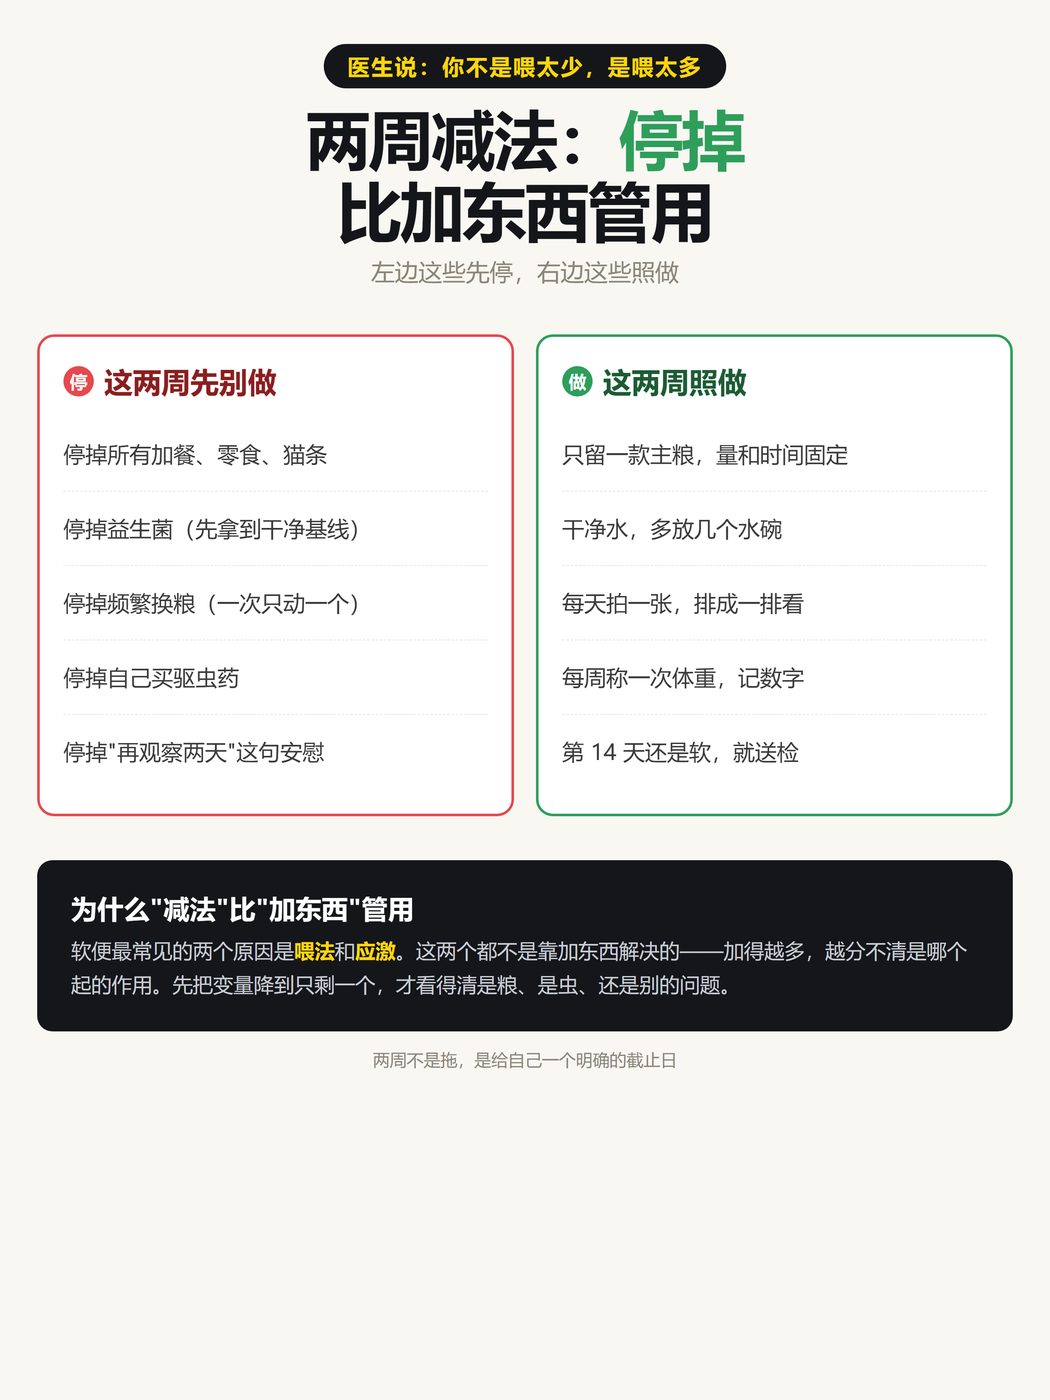 医生说：你不是喂太少，是喂太多
两周减法：停掉
比加东西管用
左边这些先停，右边这些照做
停 这两周先别做
停掉所有加餐、零食、猫条
停掉益生菌（先拿到干净基线）
停掉频繁换粮（一次只动一个）
停掉自己买驱虫药
停掉"再观察两天"这句安慰
做 这两周照做
只留一款主粮，量和时间固定
干净水，多放几个水碗
每天拍一张，排成一排看
每周称一次体重，记数字
第 14 天还是软，就送检
为什么"减法"比"加东西"管用
软便最常见的两个原因是喂法和应激。这两个都不是靠加东西解决的——加得越多，越分不清是哪个
起的作用。先把变量降到只剩一个，才看得清是粮、是虫、还是别的问题。
两周不是拖，是给自己一个明确的截止日